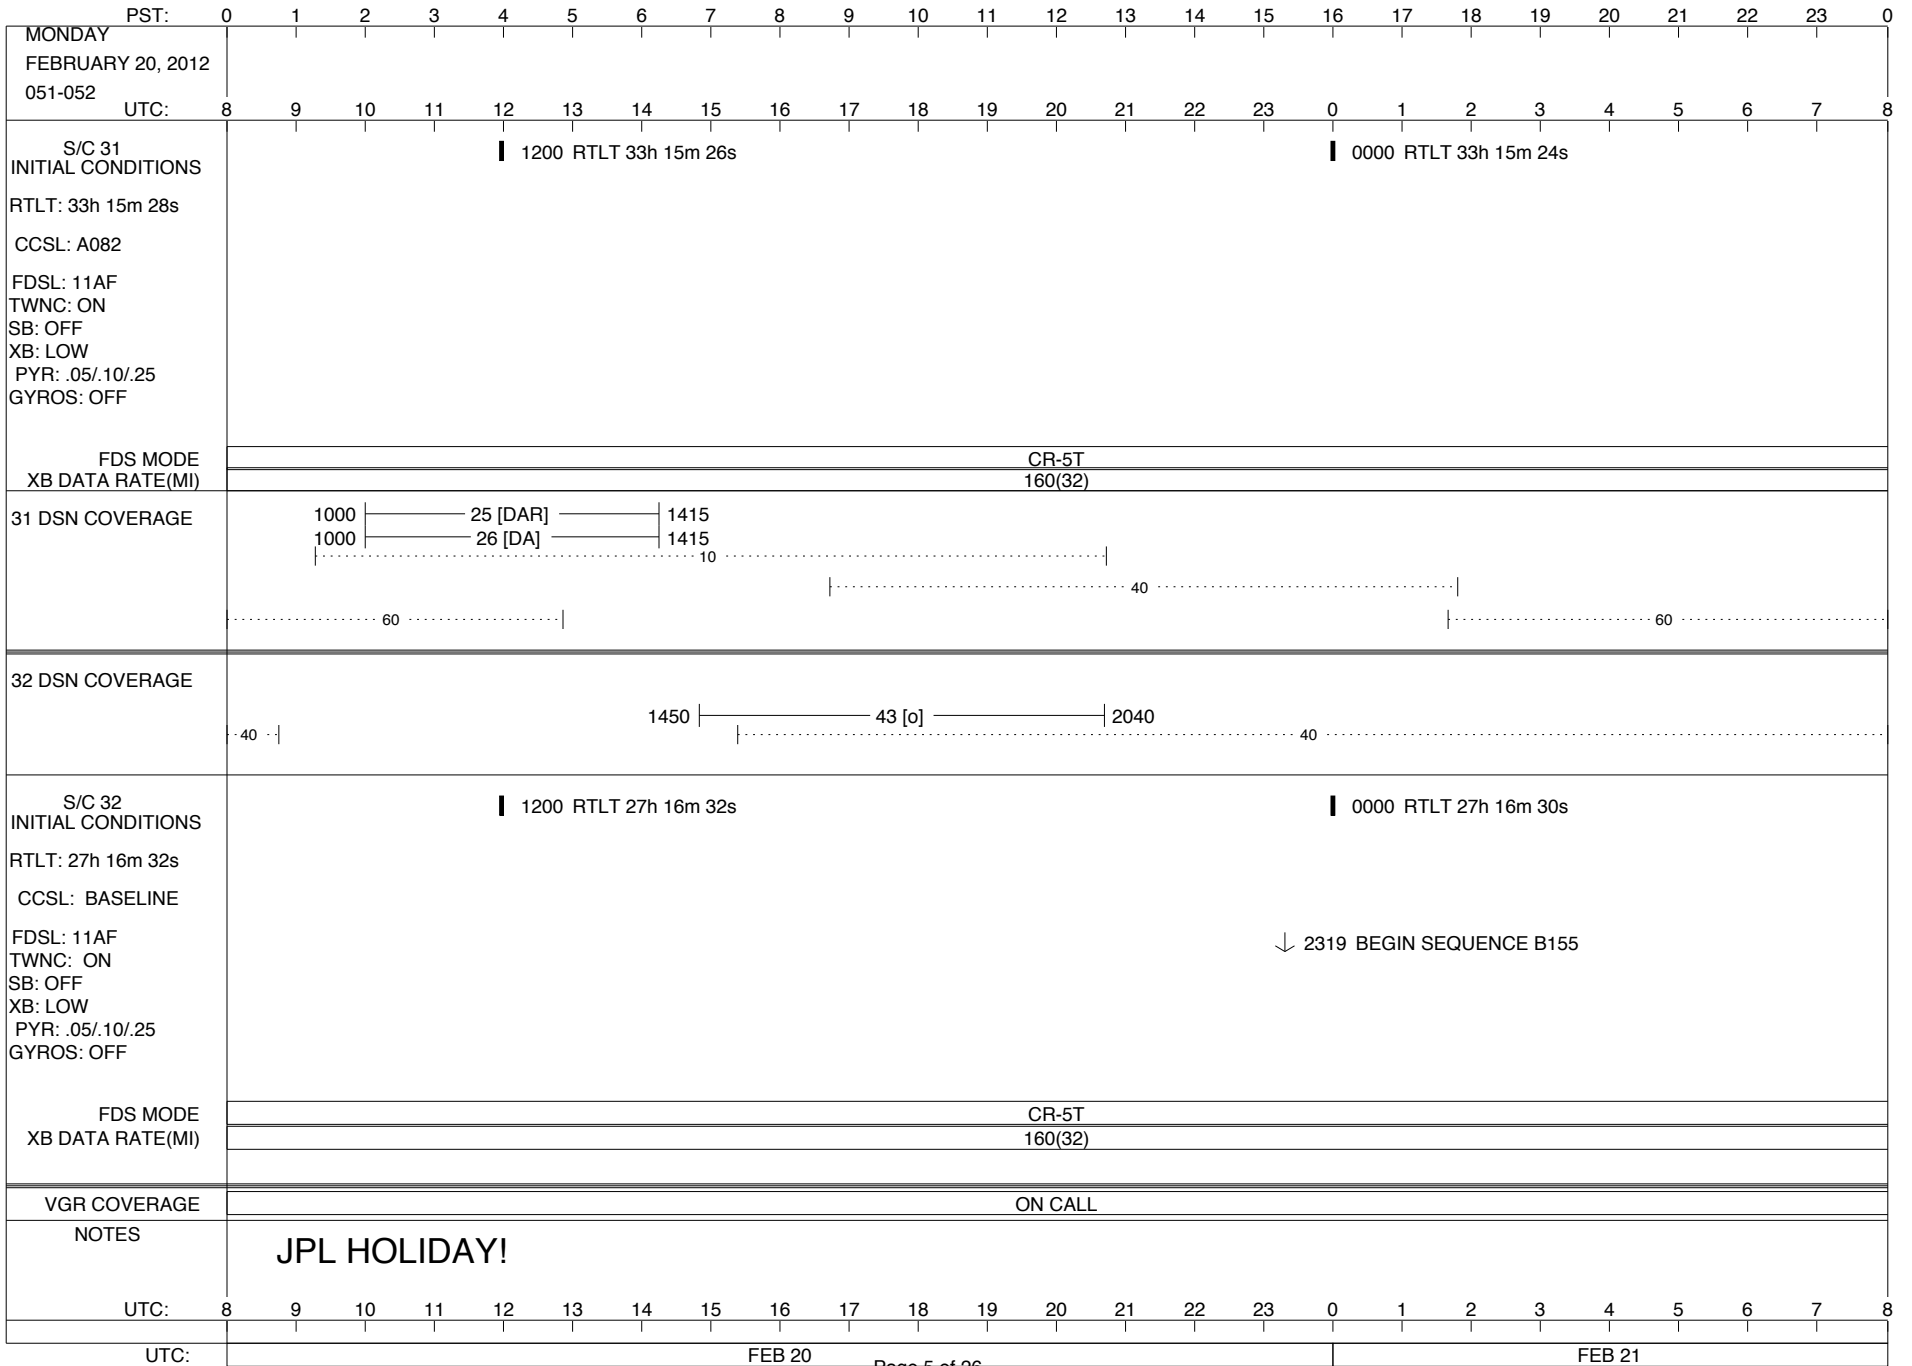 PST: 0 1 2 3 4 5 6 7 8 9 10 11 12 13 14 15 16 17 18 19 20 21 22 23 0
MONDAY
FEBRUARY 20, 2012
051-052
UTC: 8 9 10 11 12 13 14 15 16 17 18 19 20 21 22 23 0 1 2 3 4 5 6 7 8
S/C 31
INITIAL CONDITIONS
1200 RTLT 33h 15m 26s
0000 RTLT 33h 15m 24s
RTLT: 33h 15m 28s
CCSL: A082
FDSL: 11AF
TWNC: ON
SB: OFF
XB: LOW
PYR: .05/.10/.25
GYROS: OFF
FDS MODE CR-5T
XB DATA RATE(MI) 160(32)
31 DSN COVERAGE
1000 25 [DAR] 1415
1000 26 [DA] 1415
10
40
60 60
32 DSN COVERAGE
1450 43 [o] 2040
40 40
S/C 32
INITIAL CONDITIONS
1200 RTLT 27h 16m 32s
0000 RTLT 27h 16m 30s
RTLT: 27h 16m 32s
CCSL: BASELINE
FDSL: 11AF
2319 BEGIN SEQUENCE B155
TWNC: ON
SB: OFF
XB: LOW
PYR: .05/.10/.25
GYROS: OFF
FDS MODE CR-5T
XB DATA RATE(MI) 160(32)
VGR COVERAGE ON CALL
NOTES
JPL HOLIDAY!
UTC: 8 9 10 11 12 13 14 15 16 17 18 19 20 21 22 23 0 1 2 3 4 5 6 7 8
UTC: FEB 20 FEB 21
Page 5 of 26